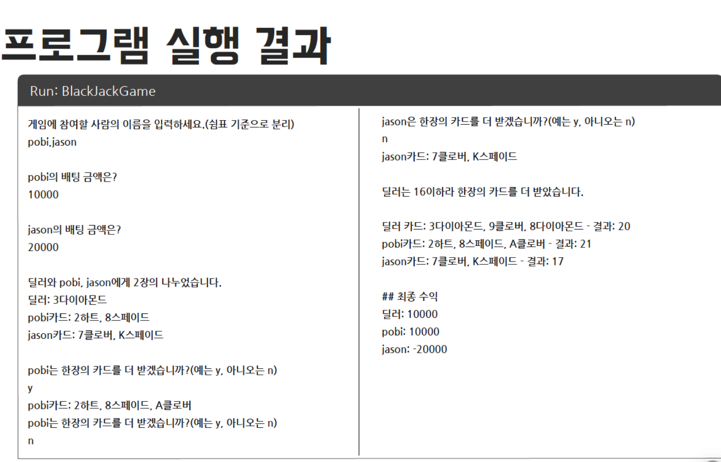 프로그램 실행 결과
Run: BlackJackGame
게임에 참여할 사람의 이름을 입력하세요.(쉼표 기준으로 분리)
pobi,jason
pobi의 배팅 금액은?
10000
jason의 배팅 금액은?
20000
딜러와 pobi, jason에게 2장의 나누었습니다.
딜러: 3다이아몬드
pobi카드: 2하트, 8스페이드
jason카드: 7클로버, K스페이드
pobi는 한장의 카드를 더 받겠습니까?(예는 y, 아니오는 n)
y
pobi카드: 2하트, 8스페이드, A클로버
pobi는 한장의 카드를 더 받겠습니까?(예는 y, 아니오는 n)
n
jason은 한장의 카드를 더 받겠습니까?(예는 y, 아니오는 n)
n
jason카드: 7클로버, K스페이드
딜러는 16이하라 한장의 카드를 더 받았습니다.
딜러 카드: 3다이아몬드, 9클로버, 8다이아몬드 - 결과: 20
pobi카드: 2하트, 8스페이드, A클로버 - 결과: 21
jason카드: 7클로버, K스페이드 - 결과: 17
## 최종 수익
딜러: 10000
pobi: 10000
jason: -20000